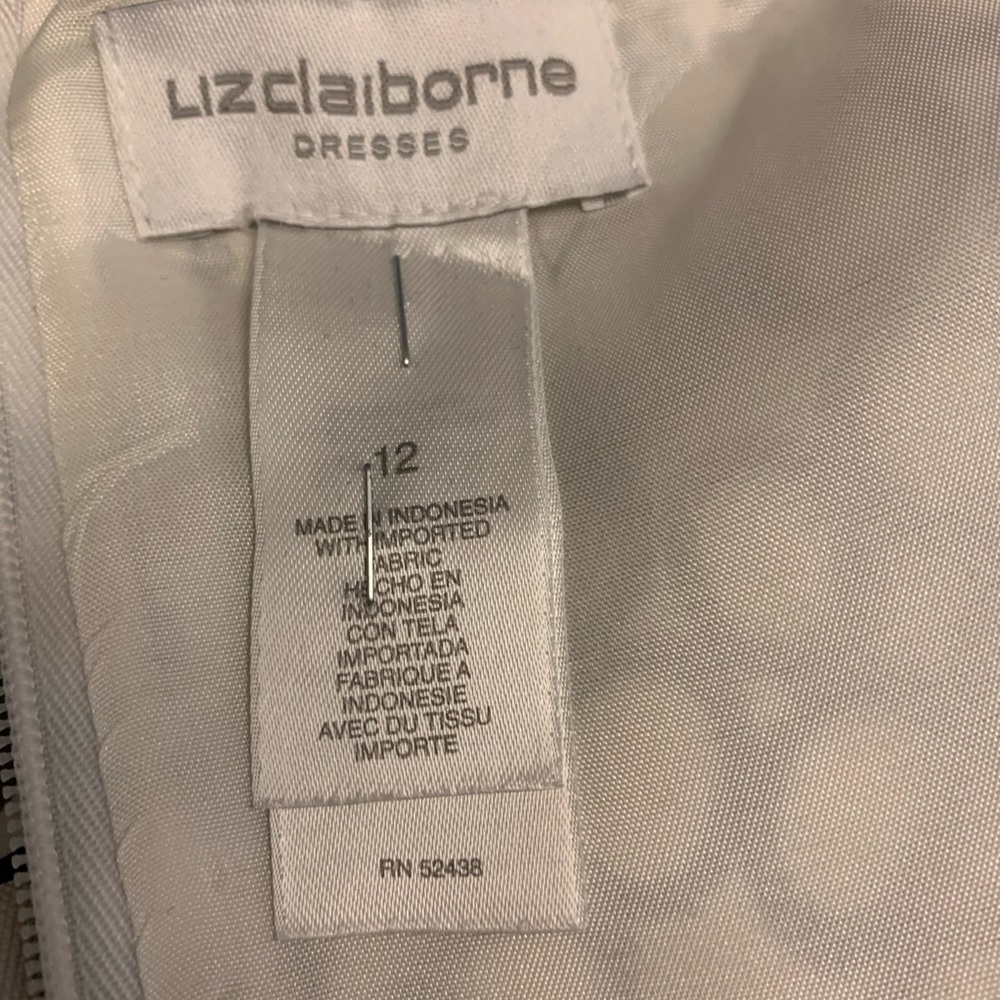 Lizclaiborne
DRESSES
12
MADE IN INDONESIA
WITH IMPORTED
FABRIC
HECHO EN
INDONESIA
CON TELA
IMPORTADA
FABRIQUE A
INDONESIE
AVEC DU TISSU
IMPORTE
RN 52438